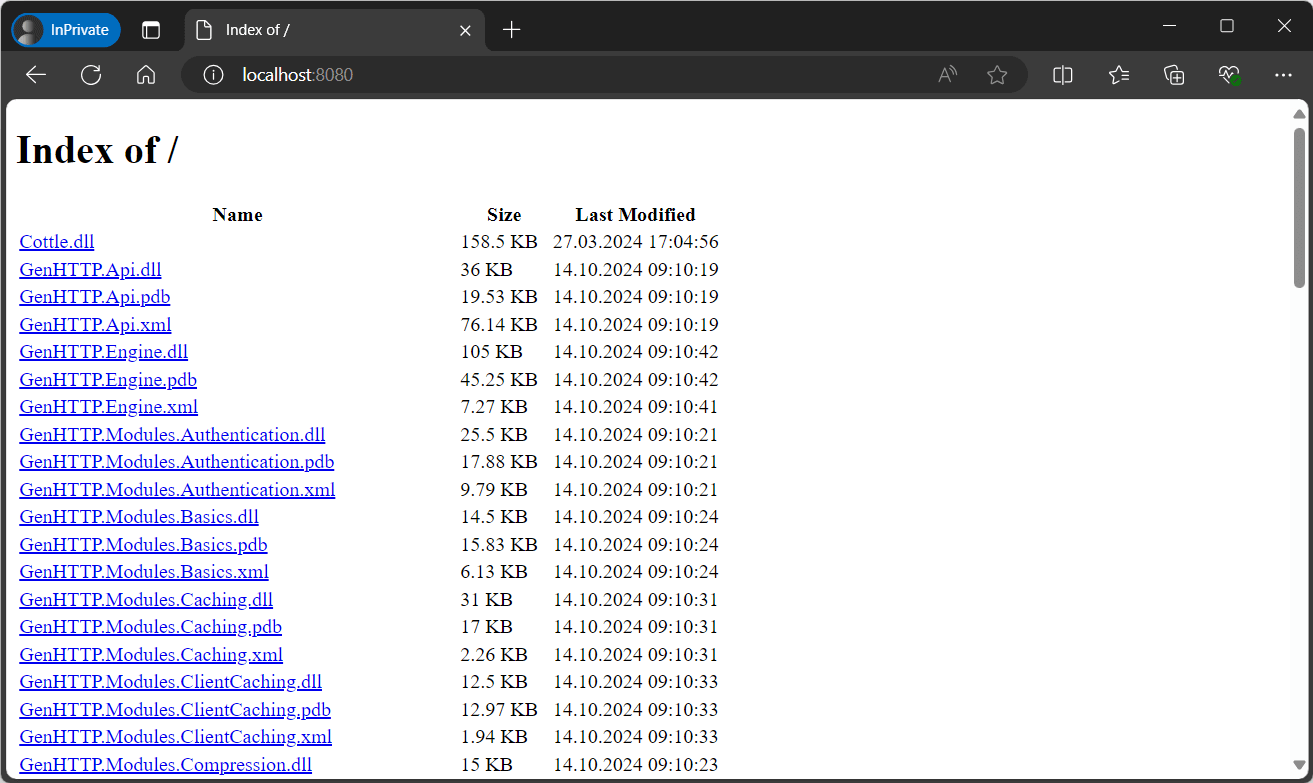 InPrivate
Index of /
localhost:8080
Index of /
Name Size Last Modified
Cottle.dll 158.5 KB 27.03.2024 17:04:56
GenHTTP.Api.dll 36 KB 14.10.2024 09:10:19
GenHTTP.Api.pdb 19.53 KB 14.10.2024 09:10:19
GenHTTP.Api.xml 76.14 KB 14.10.2024 09:10:19
GenHTTP.Engine.dll 105 KB 14.10.2024 09:10:42
GenHTTP.Engine.pdb 45.25 KB 14.10.2024 09:10:42
GenHTTP.Engine.xml 7.27 KB 14.10.2024 09:10:41
GenHTTP.Modules.Authentication.dll 25.5 KB 14.10.2024 09:10:21
GenHTTP.Modules.Authentication.pdb 17.88 KB 14.10.2024 09:10:21
GenHTTP.Modules.Authentication.xml 9.79 KB 14.10.2024 09:10:21
GenHTTP.Modules.Basics.dll 14.5 KB 14.10.2024 09:10:24
GenHTTP.Modules.Basics.pdb 15.83 KB 14.10.2024 09:10:24
GenHTTP.Modules.Basics.xml 6.13 KB 14.10.2024 09:10:24
GenHTTP.Modules.Caching.dll 31 KB 14.10.2024 09:10:31
GenHTTP.Modules.Caching.pdb 17 KB 14.10.2024 09:10:31
GenHTTP.Modules.Caching.xml 2.26 KB 14.10.2024 09:10:31
GenHTTP.Modules.ClientCaching.dll 12.5 KB 14.10.2024 09:10:33
GenHTTP.Modules.ClientCaching.pdb 12.97 KB 14.10.2024 09:10:33
GenHTTP.Modules.ClientCaching.xml 1.94 KB 14.10.2024 09:10:33
GenHTTP.Modules.Compression.dll 15 KB 14.10.2024 09:10:23